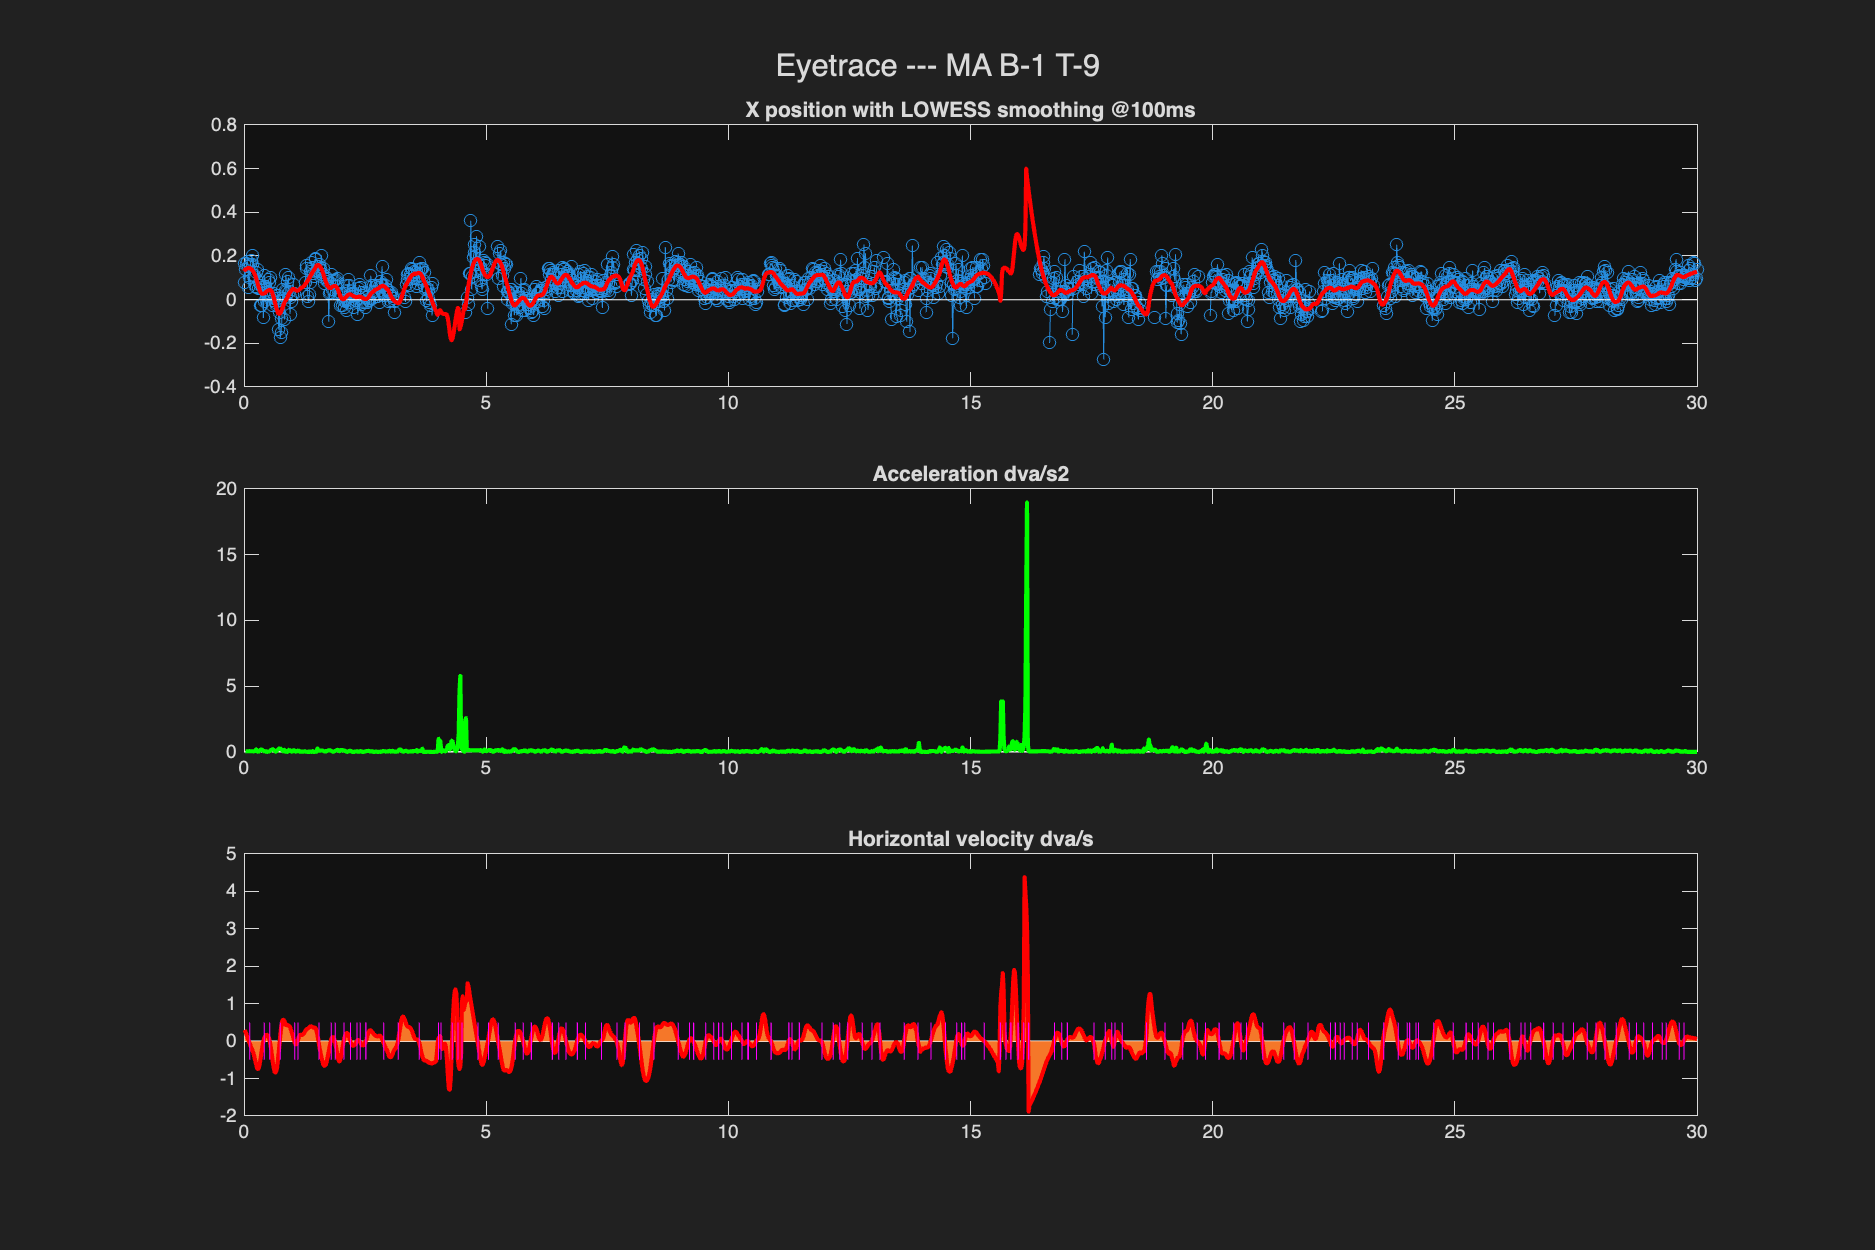 Eyetrace --- MA B-1 T-9
X position with LOWESS smoothing @100ms
0.8
0.6
0.4
0.2
0
-0.2
-0.4
0 5 10 15 20 25 30
Acceleration dva/s2
20
15
10
5
0
0 5 10 15 20 25 30
Horizontal velocity dva/s
5
4
3
2
1
0
-1
-2
0 5 10 15 20 25 30